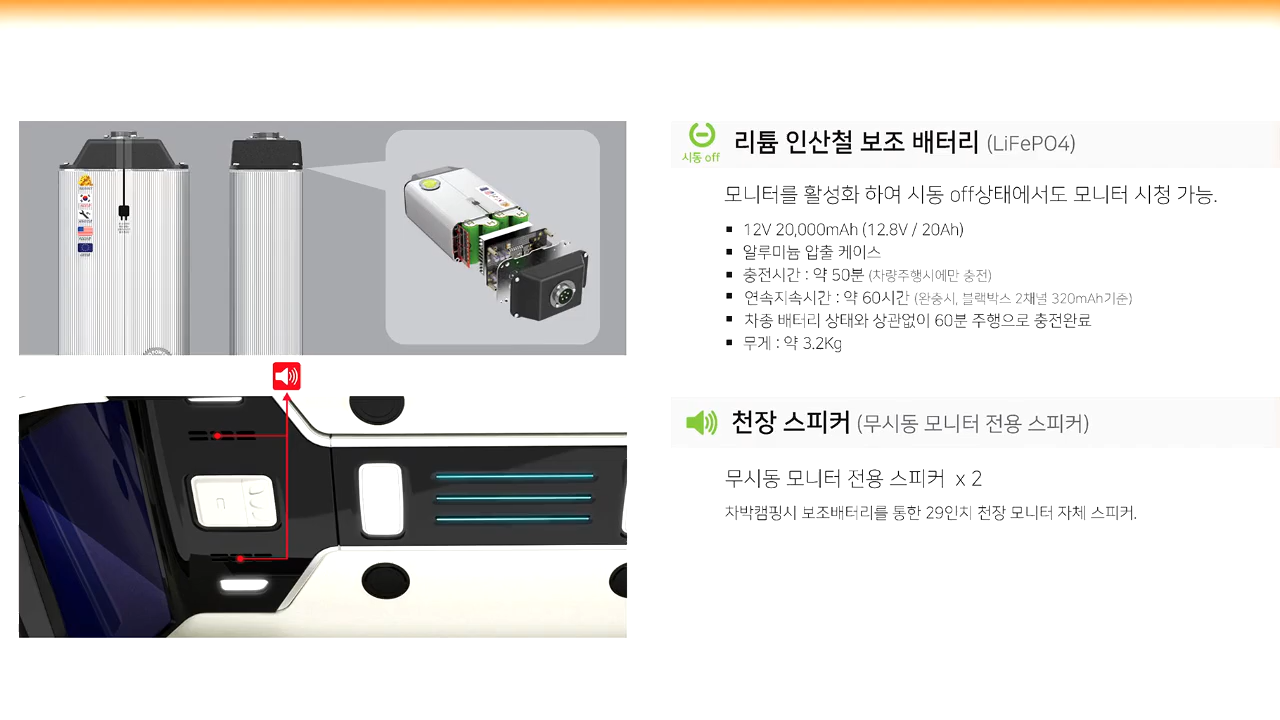 시동 off
리튬 인산철 보조 배터리 (LiFePO4)
모니터를 활성화 하여 시동 off상태에서도 모니터 시청 가능.
▪ 12V 20,000mAh (12.8V / 20Ah)
▪ 알루미늄 압출 케이스
▪ 충전시간 : 약 50분 (차량주행시에만 충전)
▪ 연속지속시간 : 약 60시간 (완충시, 블랙박스 2채널 320mAh기준)
▪ 차종 배터리 상태와 상관없이 60분 주행으로 충전완료
▪ 무게 : 약 3.2Kg
천장 스피커 (무시동 모니터 전용 스피커)
무시동 모니터 전용 스피커 x 2
차박캠핑시 보조배터리를 통한 29인치 천장 모니터 자체 스피커.